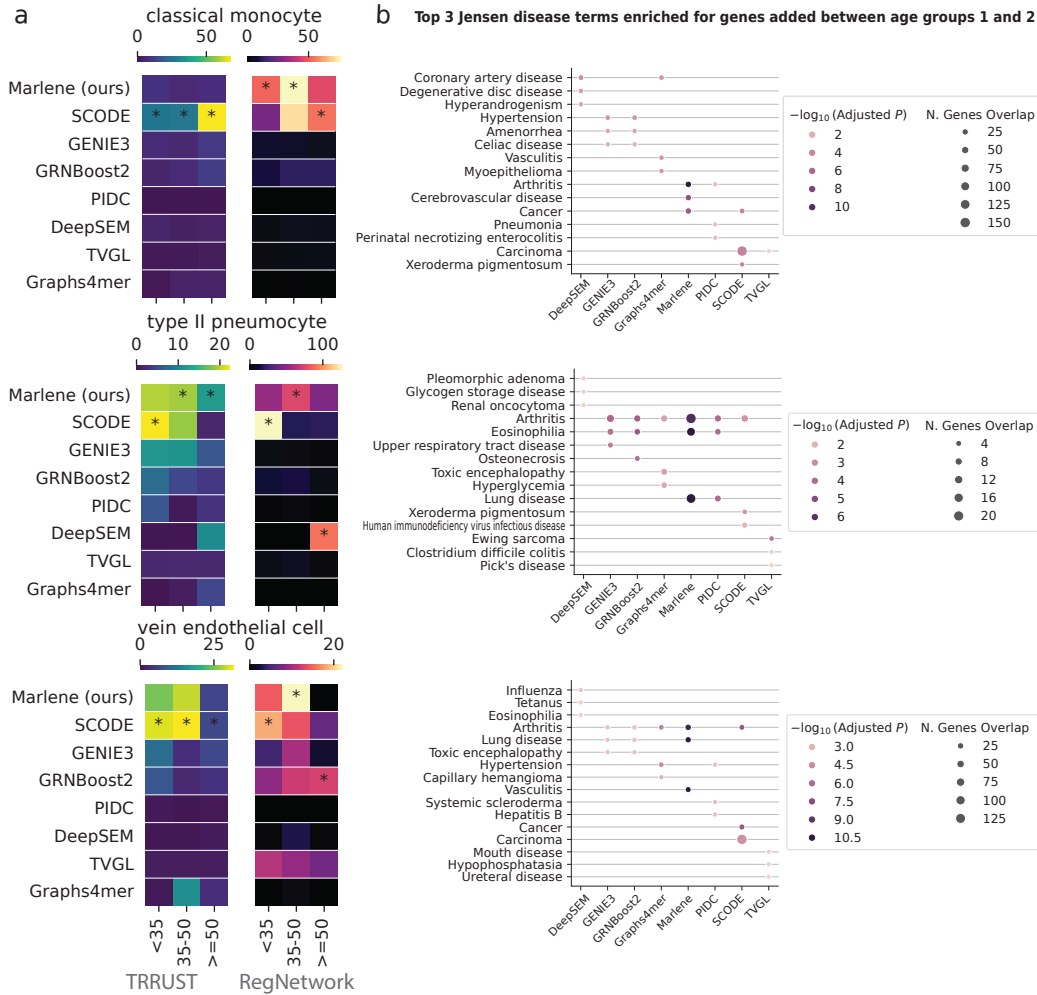 a
classical monocyte
0 50
0 50
Marlene (ours)
* *
SCODE
* * * *
GENIE3
GRNBoost2
PIDC
DeepSEM
TVGL
Graphs4mer
type II pneumocyte
0 10 20
0 100
Marlene (ours)
* * *
SCODE
* *
GENIE3
GRNBoost2
PIDC
DeepSEM
*
TVGL
Graphs4mer
vein endothelial cell
0 25
0 20
Marlene (ours)
*
SCODE
* * * *
GENIE3
GRNBoost2
*
PIDC
DeepSEM
TVGL
Graphs4mer
<35 35-50 >=50
<35 35-50 >=50
TRRUST RegNetwork
b
Top 3 Jensen disease terms enriched for genes added between age groups 1 and 2
Coronary artery disease
Degenerative disc disease
Hyperandrogenism
Hypertension
Amenorrhea
Celiac disease
Vasculitis
Myoepithelioma
Arthritis
Cerebrovascular disease
Cancer
Pneumonia
Perinatal necrotizing enterocolitis
Carcinoma
Xeroderma pigmentosum
DeepSEM GENIE3 GRNBoost2 Graphs4mer Marlene PIDC SCODE TVGL
−log10 (Adjusted P) N. Genes Overlap
2 25
4 50
6 75
8 100
10 125
150
Pleomorphic adenoma
Glycogen storage disease
Renal oncocytoma
Arthritis
Eosinophilia
Upper respiratory tract disease
Osteonecrosis
Toxic encephalopathy
Hyperglycemia
Lung disease
Xeroderma pigmentosum
Human immunodeficiency virus infectious disease
Ewing sarcoma
Clostridium difficile colitis
Pick's disease
DeepSEM GENIE3 GRNBoost2 Graphs4mer Marlene PIDC SCODE TVGL
−log10 (Adjusted P) N. Genes Overlap
2 4
3 8
4 12
5 16
6 20
Influenza
Tetanus
Eosinophilia
Arthritis
Lung disease
Toxic encephalopathy
Hypertension
Capillary hemangioma
Vasculitis
Systemic scleroderma
Hepatitis B
Cancer
Carcinoma
Mouth disease
Hypophosphatasia
Ureteral disease
DeepSEM GENIE3 GRNBoost2 Graphs4mer Marlene PIDC SCODE TVGL
−log10 (Adjusted P) N. Genes Overlap
3.0 25
4.5 50
6.0 75
7.5 100
9.0 125
10.5